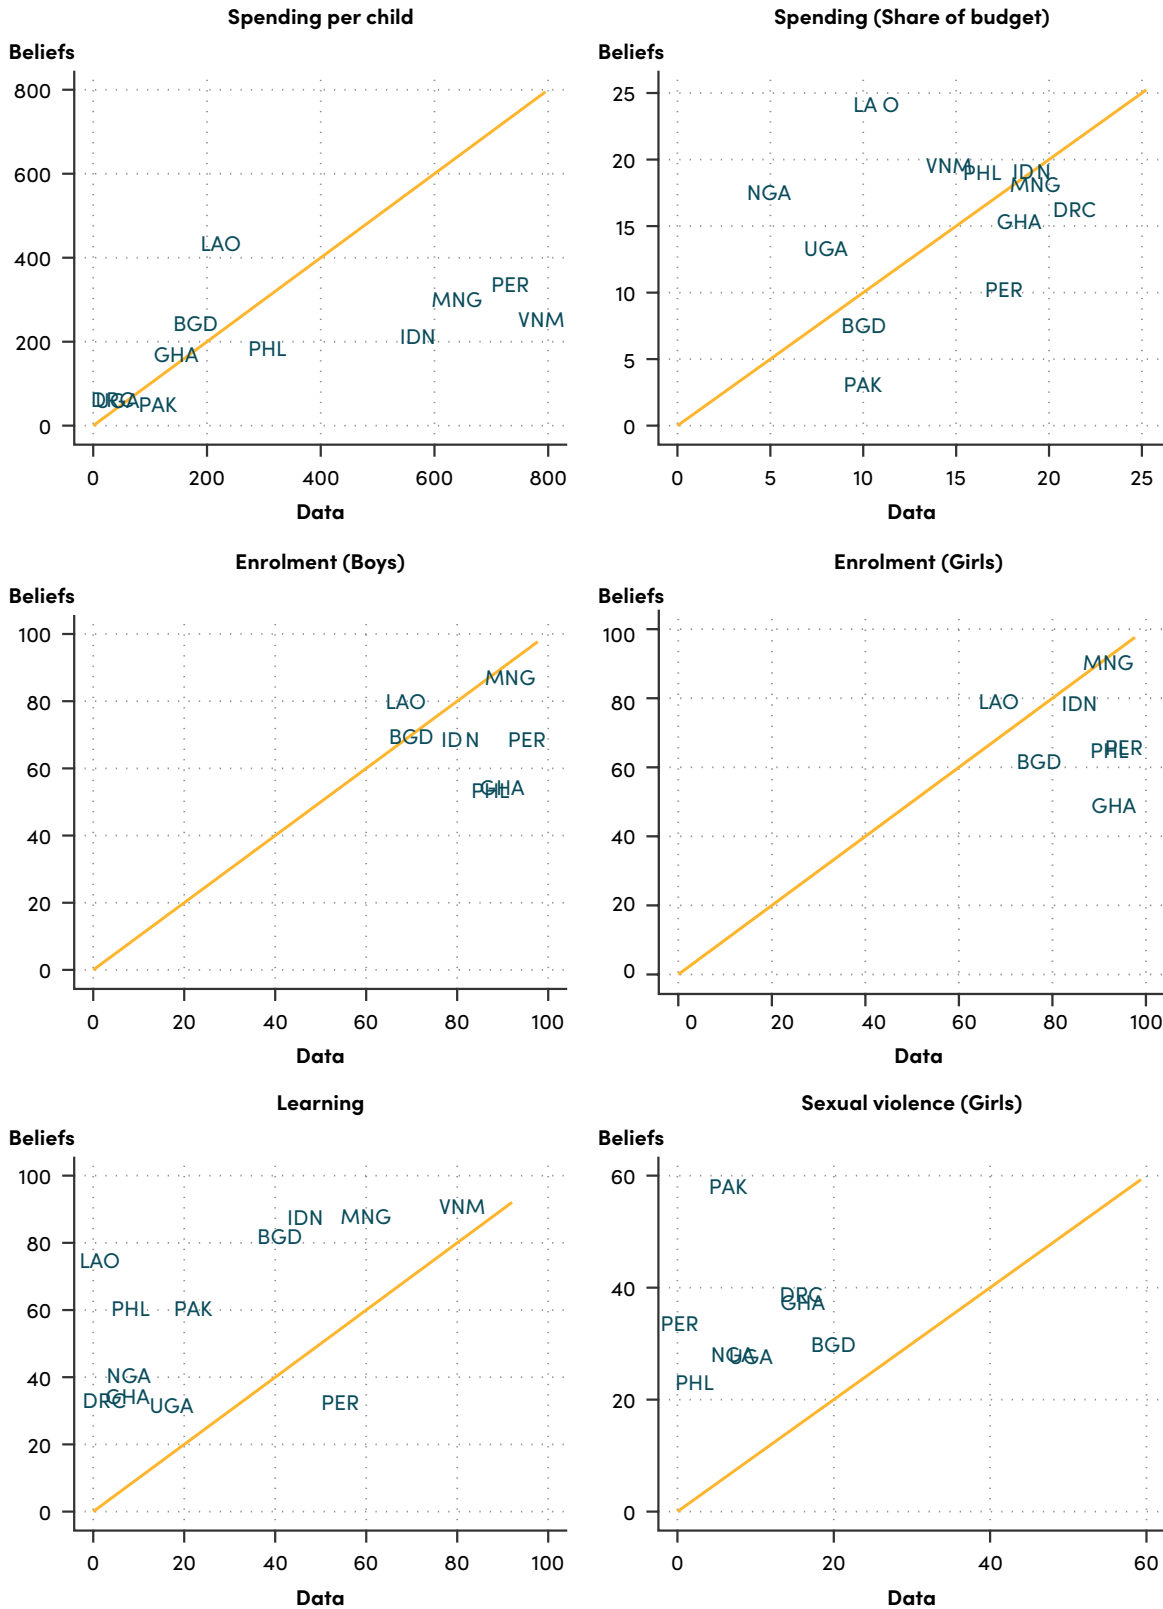 Spending per child
Beliefs
800
600
400
200
0
LAO
BGD
GHA
PHL
DRC
UGA
PAK
IDN
MNG
PER
VNM
0 200 400 600 800
Data
Spending (Share of budget)
Beliefs
25
20
15
10
5
0
LA O
VNM
PHL
IDN
MNG
NGA
DRC
GHA
UGA
PER
BGD
PAK
0 5 10 15 20 25
Data
Enrolment (Boys)
Beliefs
100
80
60
40
20
0
MNG
LAO
BGD
IDN
PER
PHL
GHA
0 20 40 60 80 100
Data
Enrolment (Girls)
Beliefs
100
80
60
40
20
0
MNG
LAO
IDN
PHL
PER
BGD
GHA
0 20 40 60 80 100
Data
Learning
Beliefs
100
80
60
40
20
0
VNM
IDN
MNG
BGD
LAO
PHL
PAK
NGA
GHA
DRC
UGA
PER
0 20 40 60 80 100
Data
Sexual violence (Girls)
Beliefs
60
40
20
0
PAK
DRC
GHA
PER
BGD
NGA
UGA
PHL
0 20 40 60
Data